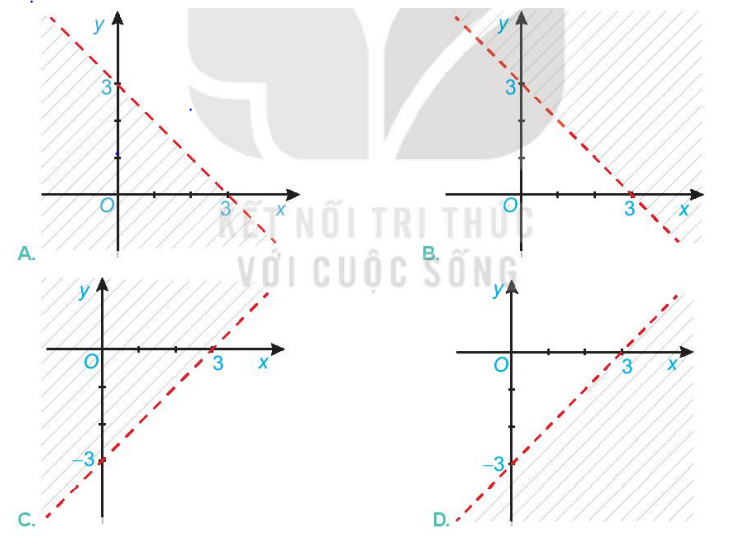 y
3
O
3
x
A.
y
3
O
3
x
B.
KẾT NỐI TRI THỨC
VỚI CUỘC SỐNG
y
O
3
x
−3
C.
y
O
3
x
−3
D.